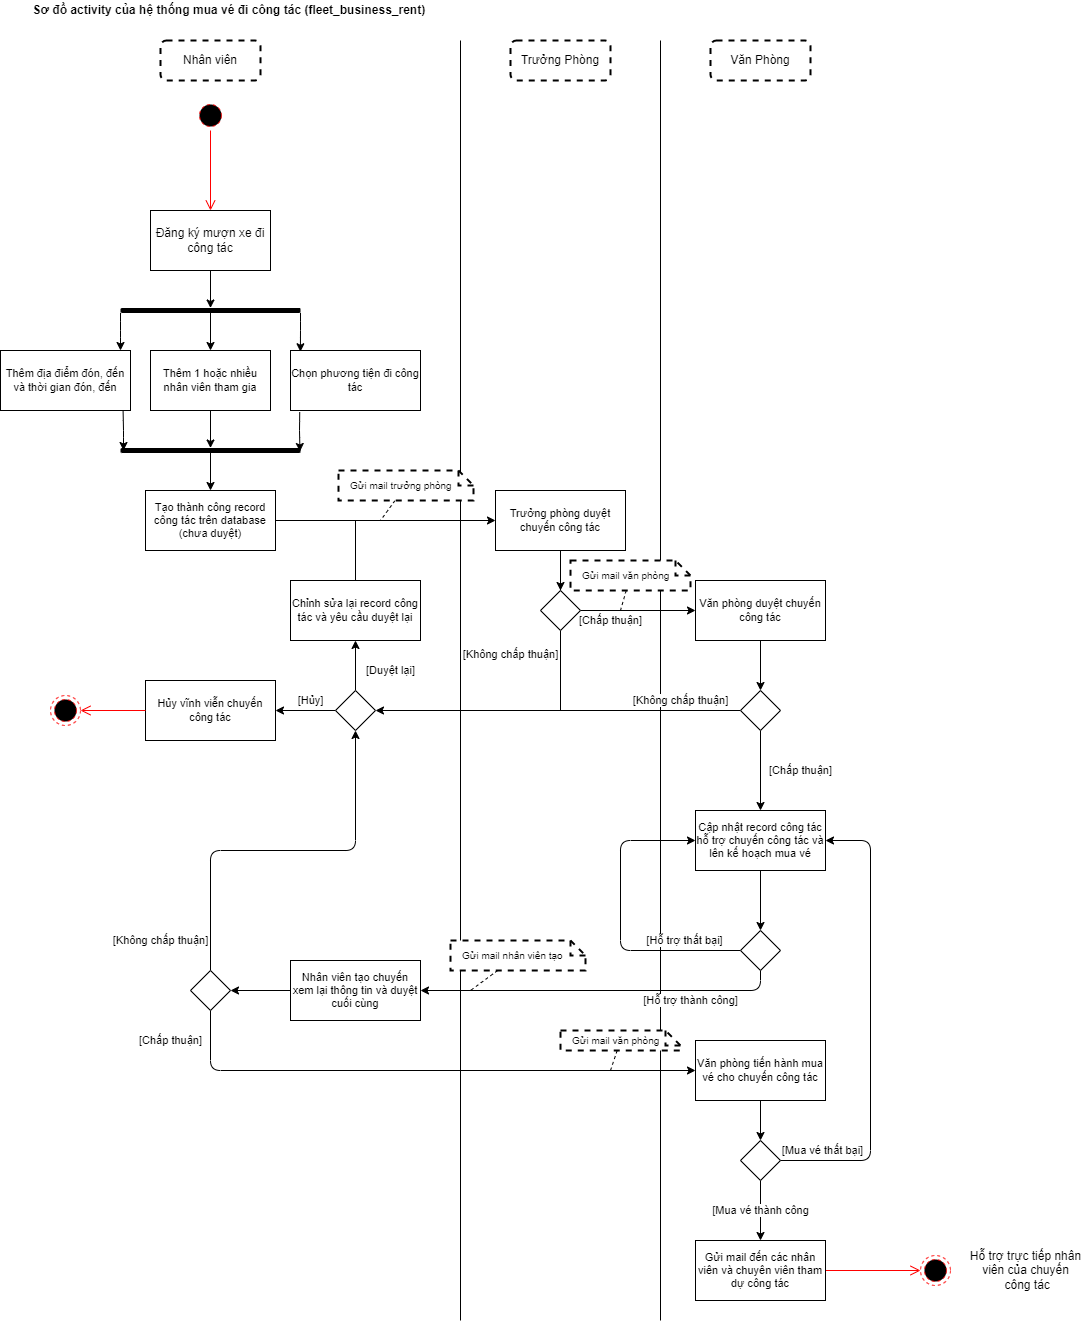 Sơ đồ activity của hệ thống mua vé đi công tác (fleet_business_rent)
Nhân viên
Trưởng Phòng
Văn Phòng
Đăng ký mượn xe đi
công tác
Thêm địa điểm đón, đến
và thời gian đón, đến
Thêm 1 hoặc nhiều
nhân viên tham gia
Chọn phương tiện đi công
tác
Gửi mail trưởng phòng
Tạo thành công record
công tác trên database
(chưa duyệt)
Trưởng phòng duyệt
chuyến công tác
Gửi mail văn phòng
Chỉnh sửa lại record công
tác và yêu cầu duyệt lại
[Chấp thuận]
Văn phòng duyệt chuyến
công tác
[Không chấp thuận]
[Duyệt lại]
Hủy vĩnh viễn chuyến
công tác
[Hủy]
[Không chấp thuận]
[Chấp thuận]
Cập nhật record công tác
hỗ trợ chuyến công tác và
lên kế hoạch mua vé
[Không chấp thuận]
[Hỗ trợ thất bại]
Gửi mail nhân viên tạo
Nhân viên tạo chuyến
xem lại thông tin và duyệt
cuối cùng
[Hỗ trợ thành công]
[Chấp thuận]
Gửi mail văn phòng
Văn phòng tiến hành mua
vé cho chuyến công tác
[Mua vé thất bại]
[Mua vé thành công
Gửi mail đến các nhân
viên và chuyên viên tham
dự công tác
Hỗ trợ trực tiếp nhân
viên của chuyến
công tác